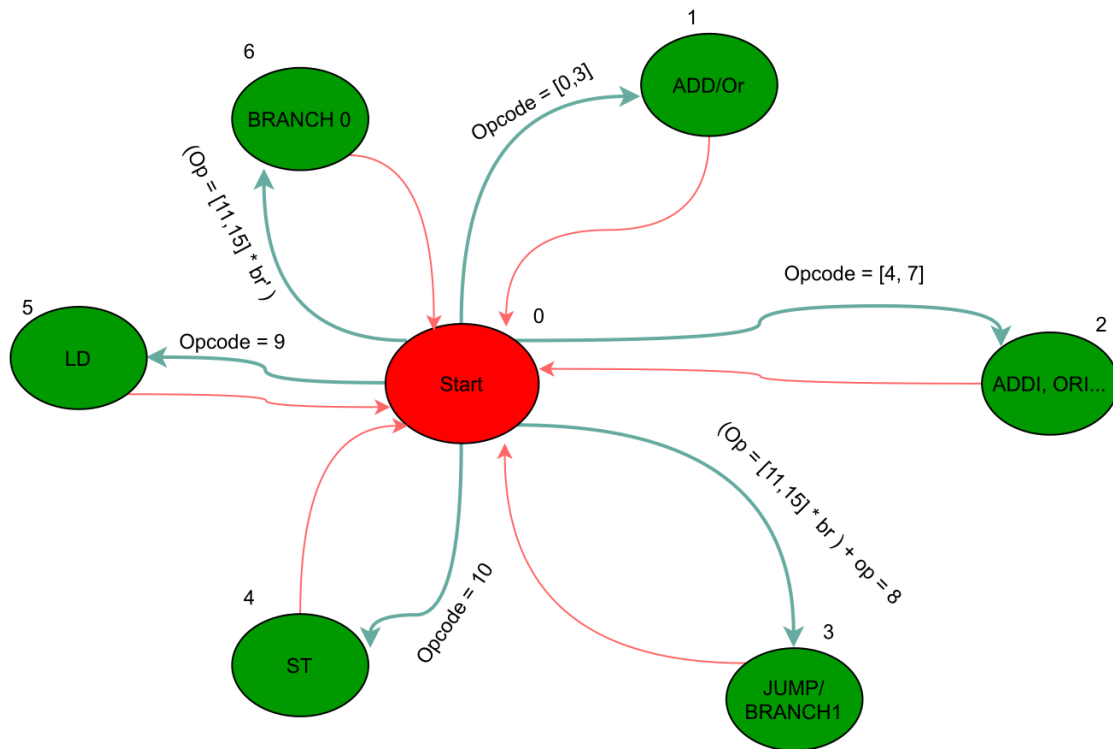 1
6
ADD/Or
Opcode = [0,3]
BRANCH 0
(Op = [11,15] * br' )
Opcode = [4, 7]
5
0
2
Opcode = 9
LD
Start
ADDI, ORI...
(Op = [11,15] * br ) + op = 8
4
Opcode = 10
3
ST
JUMP/
BRANCH1